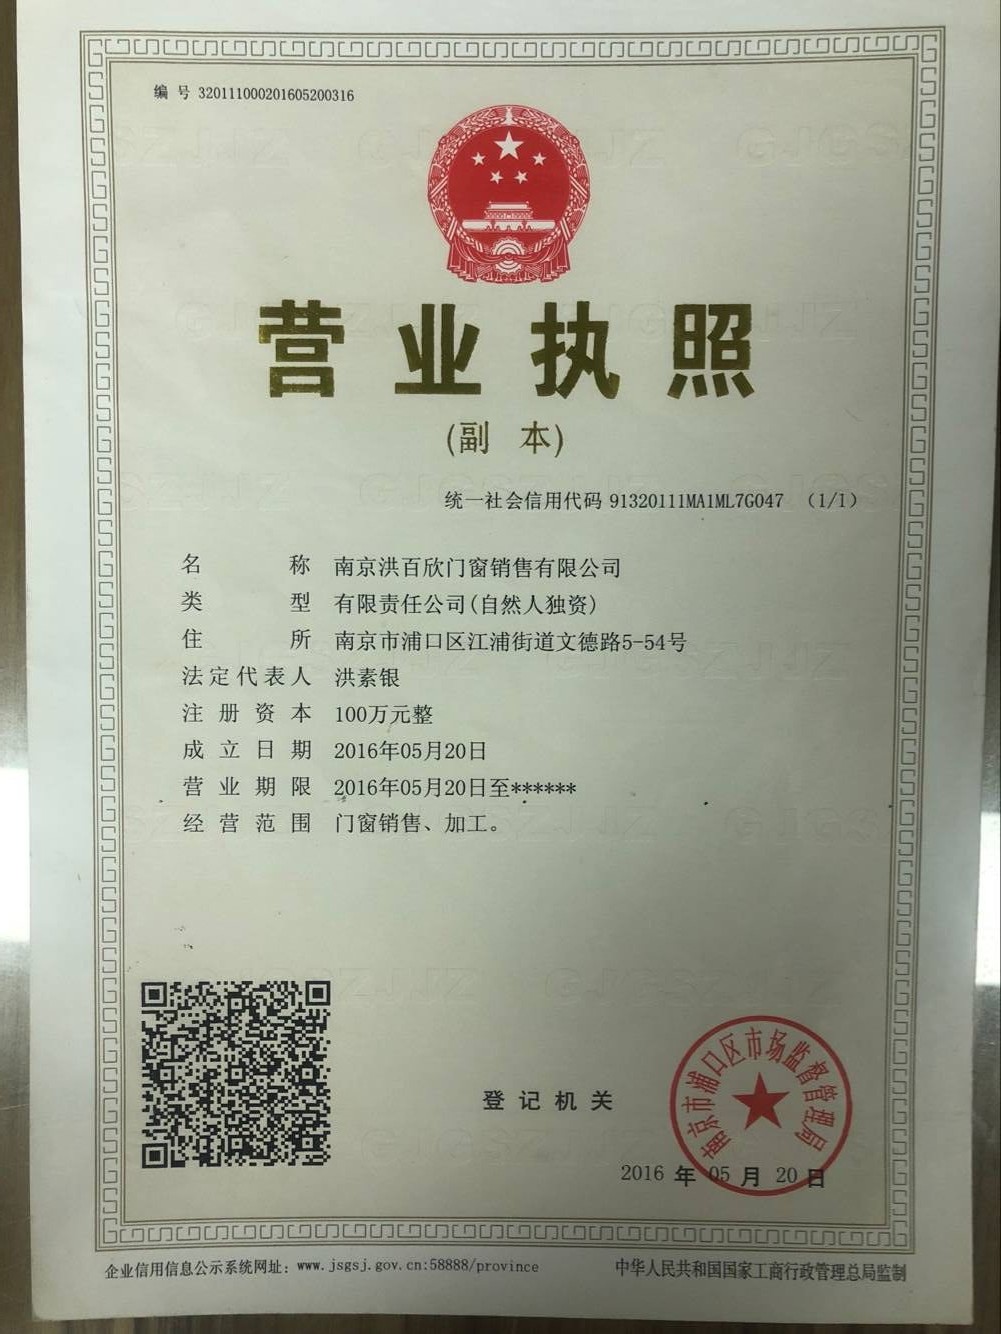 编 号 320111000201605200316
营业执照
(副 本)
统一社会信用代码 91320111MA1ML7G047 （1/1）
名称 南京洪百欣门窗销售有限公司
类型 有限责任公司(自然人独资)
住所 南京市浦口区江浦街道文德路5-54号
法定代表人 洪素银
注册资本 100万元整
成立日期 2016年05月20日
营业期限 2016年05月20日至******
经营范围 门窗销售、加工。
南京市浦口区市场监督管理局
登记机关
2016 年 05 月 20 日
企业信用信息公示系统网址： www.jsgsj.gov.cn:58888/province
中华人民共和国国家工商行政管理总局监制